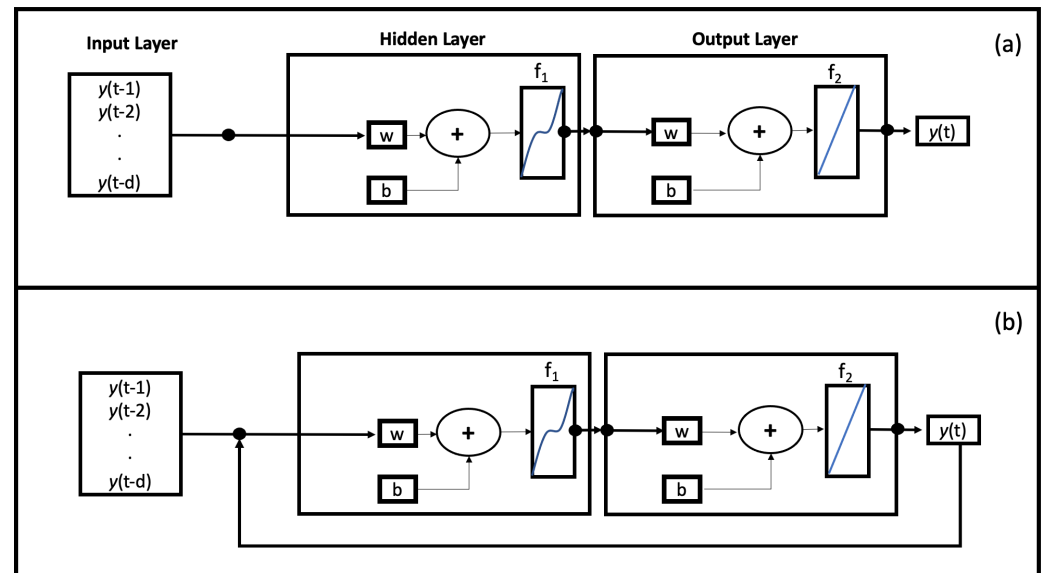 Input Layer
Hidden Layer
Output Layer
(a)
y(t-1)
y(t-2)
.
.
y(t-d)
w
+
b
f1
w
+
b
f2
y(t)
(b)
y(t-1)
y(t-2)
.
.
y(t-d)
w
+
b
f1
w
+
b
f2
y(t)